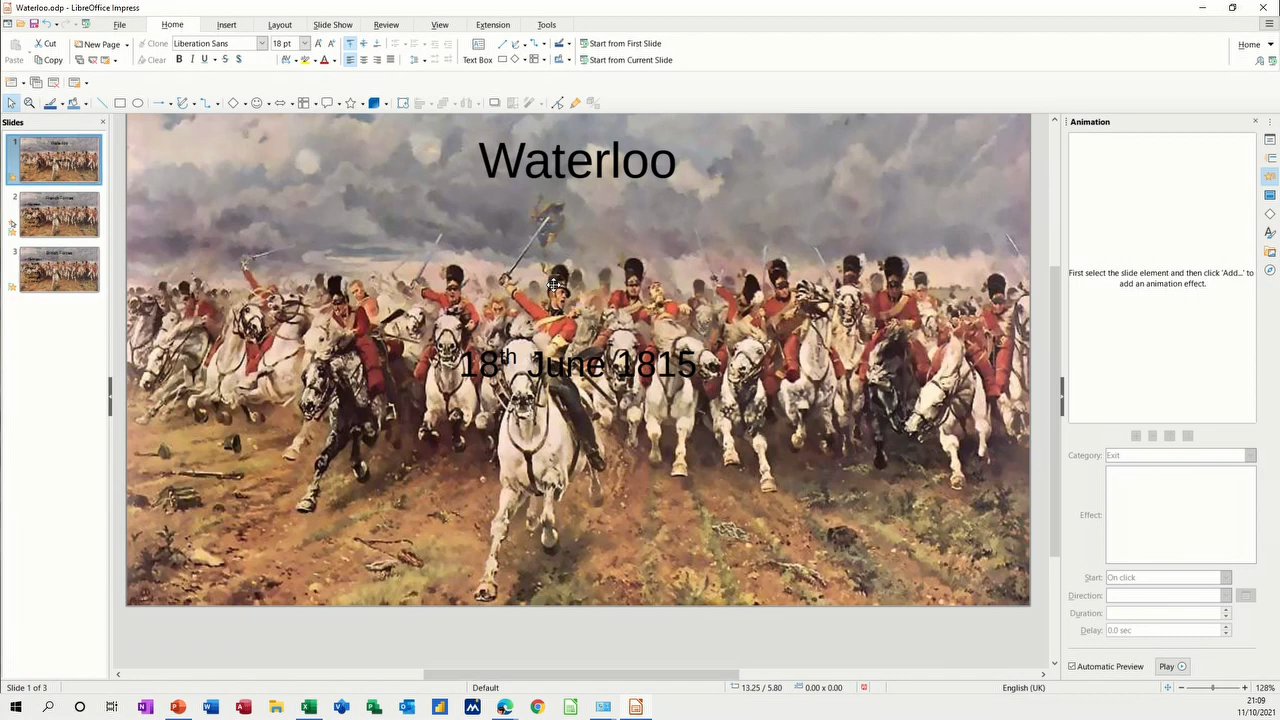 Waterloo.odp - LibreOffice Impress
File Home Insert Layout Slide Show Review View Extension Tools
Paste Cut Copy New Page Clone Clear Liberation Sans 18 pt Text Box Start from First Slide Start from Current Slide Home
Slides
1
2
3
Waterloo
18th June 1815
Animation
First select the slide element and then click 'Add...' to
add an animation effect.
Category: Exit
Effect:
Start: On click
Direction:
Duration:
Delay: 0.0 sec
Automatic Preview Play
Slide 1 of 3 Default 13.25 / 5.80 0.00 x 0.00 English (UK) 128%
21:09
11/10/2021